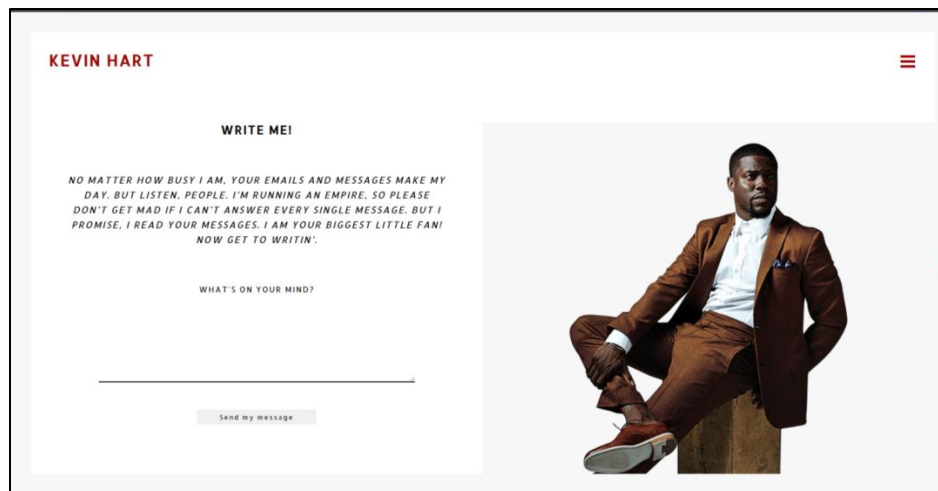 KEVIN HART
WRITE ME!
NO MATTER HOW BUSY I AM, YOUR EMAILS AND MESSAGES MAKE MY
DAY. BUT LISTEN, PEOPLE. I'M RUNNING AN EMPIRE, SO PLEASE
DON'T GET MAD IF I CAN'T ANSWER EVERY SINGLE MESSAGE. BUT I
PROMISE, I READ YOUR MESSAGES. I AM YOUR BIGGEST LITTLE FAN!
NOW GET TO WRITIN'.
WHAT'S ON YOUR MIND?
Send my message